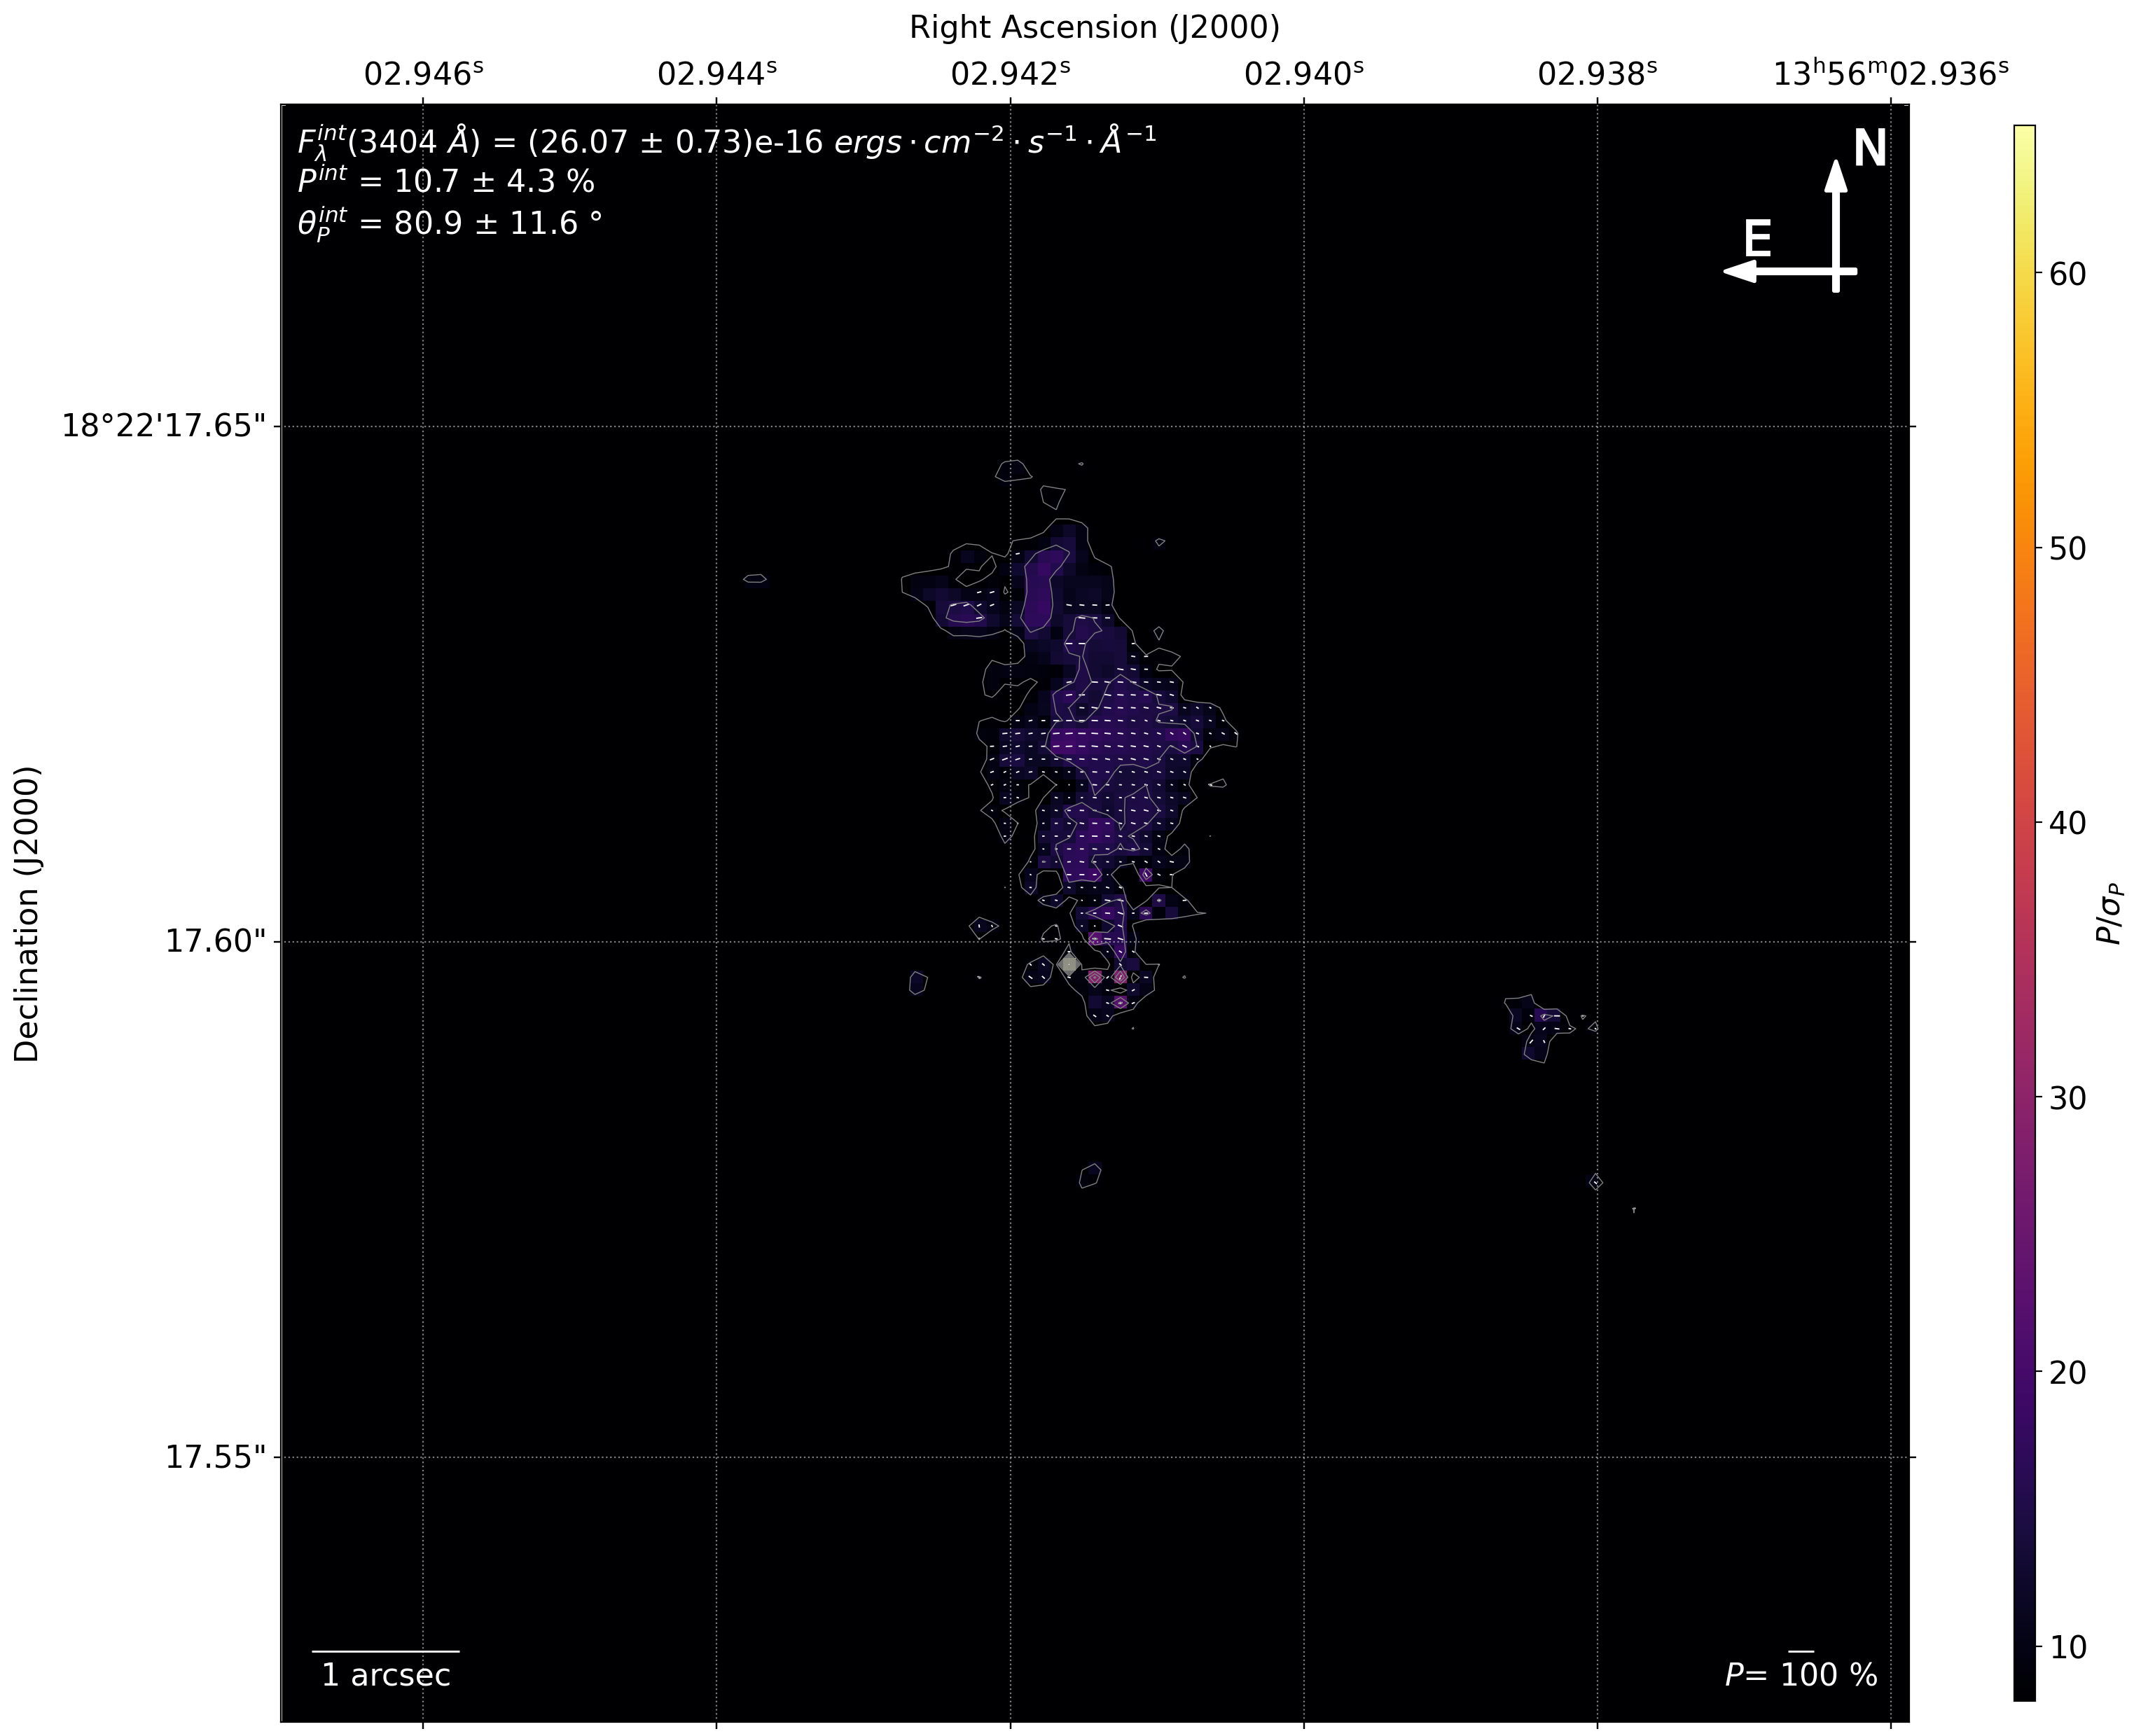 Right Ascension (J2000)
02.946ˢ 02.944ˢ 02.942ˢ 02.940ˢ 02.938ˢ 13ʰ56ᵐ02.936ˢ
F_λ^int(3404 Å) = (26.07 ± 0.73)e-16 ergs · cm⁻² · s⁻¹ · Å⁻¹
P^int = 10.7 ± 4.3 %
θ_P^int = 80.9 ± 11.6 °
N
E
18°22'17.65"
17.60"
17.55"
Declination (J2000)
1 arcsec
P= 100 %
60
50
40
30
20
10
P/σ_P